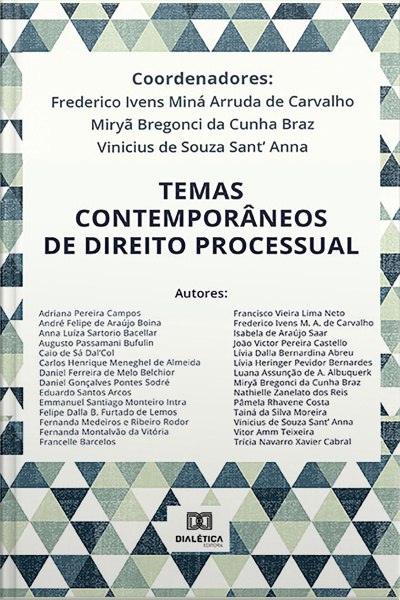 Coordenadores:
Frederico Ivens Miná Arruda de Carvalho
Miryã Bregonci da Cunha Braz
Vinicius de Souza Sant’ Anna
TEMAS
CONTEMPORÂNEOS
DE DIREITO PROCESSUAL
Autores:
Adriana Pereira Campos
André Felipe de Araújo Boina
Anna Luíza Sartorio Bacellar
Augusto Passamani Bufulin
Caio de Sá Dal’Col
Carlos Henrique Meneghel de Almeida
Daniel Ferreira de Melo Belchior
Daniel Gonçalves Pontes Sodré
Eduardo Santos Arcos
Emmanuel Santiago Monteiro Intra
Felipe Dalla B. Furtado de Lemos
Fernanda Medeiros e Ribeiro Rodor
Fernanda Montalvão da Vitória
Francelle Barcelos
Francisco Vieira Lima Neto
Frederico Ivens M. A. de Carvalho
Isabela de Araújo Saar
João Victor Pereira Castello
Lívia Dalla Bernardina Abreu
Lívia Heringer Pevidor Bernardes
Luana Assunção de A. Albuquerk
Miryã Bregonci da Cunha Braz
Nathielle Zanelato dos Reis
Pâmela Rhavene Costa
Tainá da Silva Moreira
Vinicius de Souza Sant’ Anna
Vitor Amm Teixeira
Trícia Navarro Xavier Cabral
DIALÉTICA
EDITORA